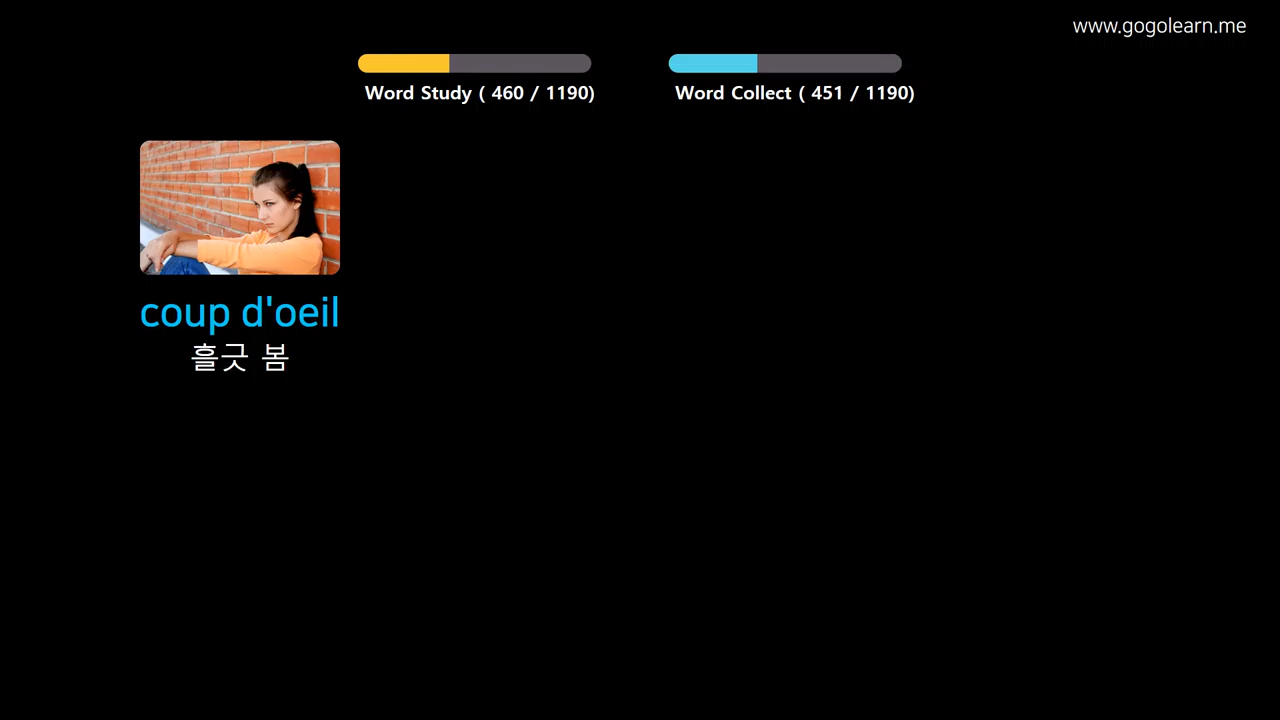 www.gogolearn.me
Word Study ( 460 / 1190)
Word Collect ( 451 / 1190)
coup d'oeil
흘긋 봄